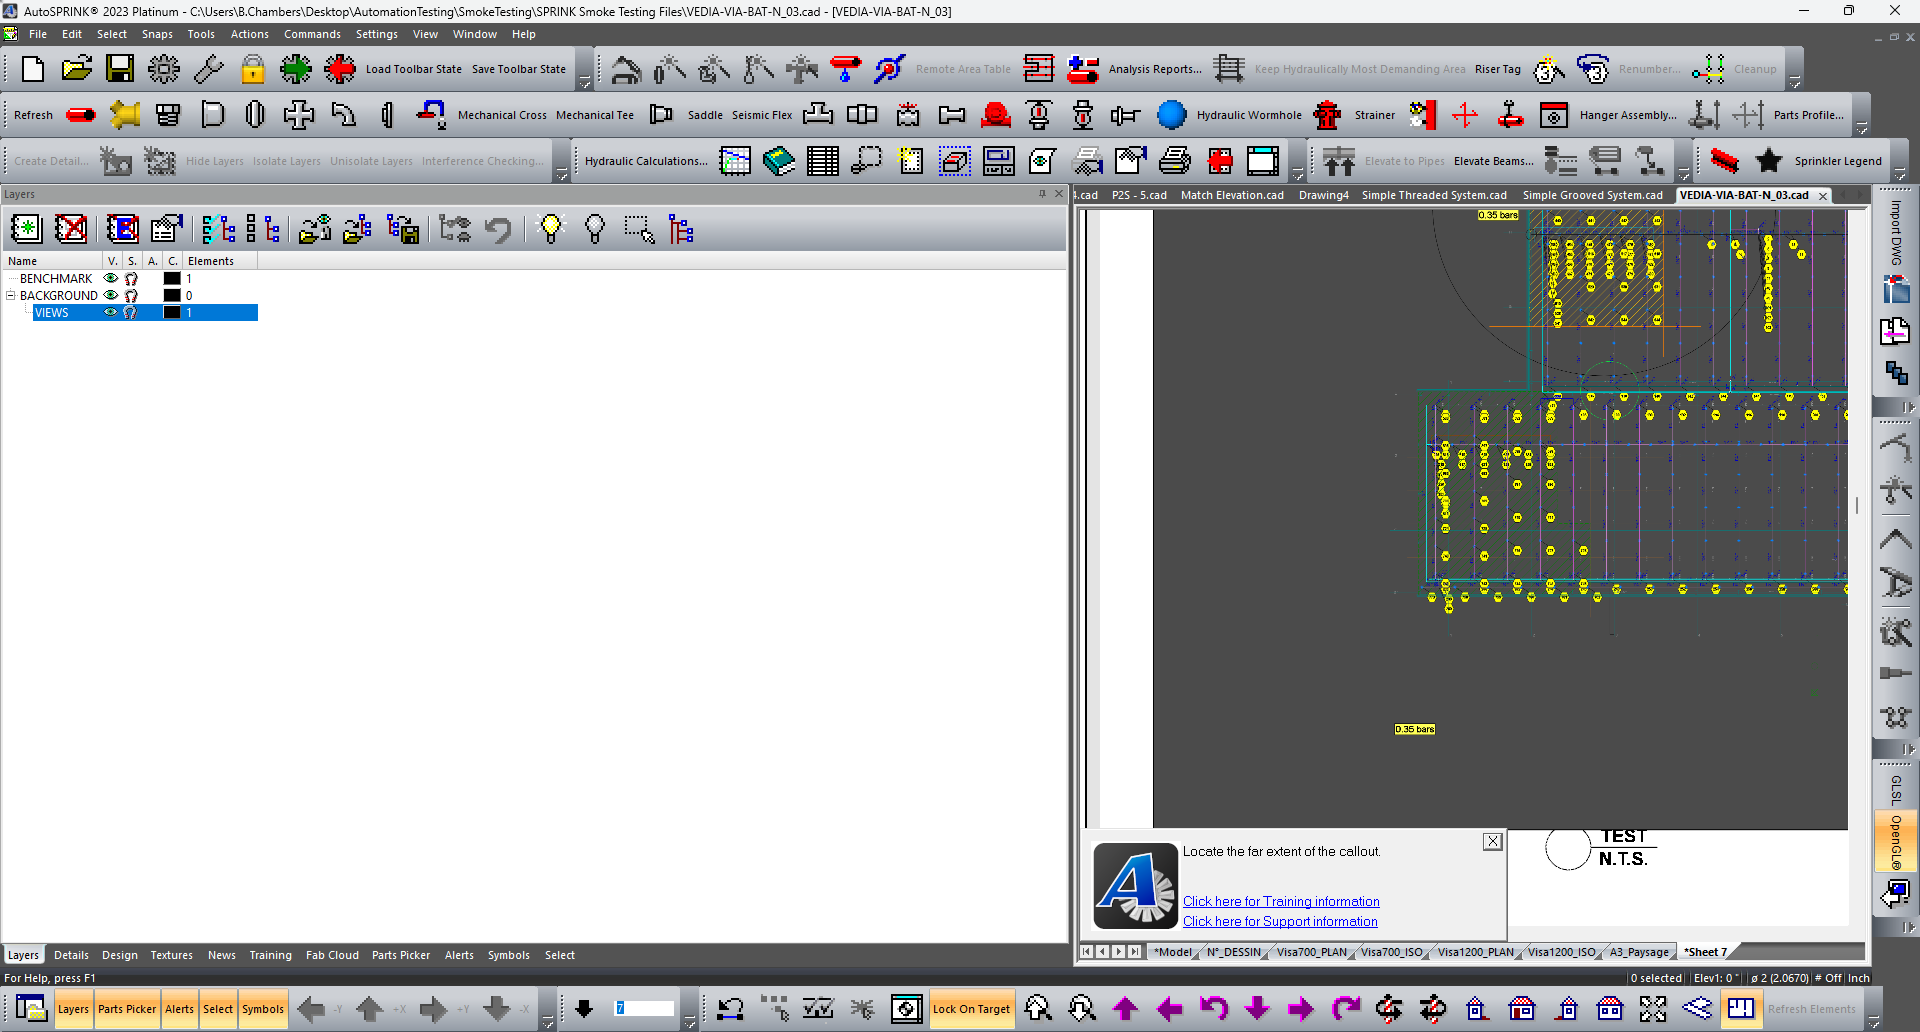 AutoSPRINK® 2023 Platinum - C:\Users\B.Chambers\Desktop\AutomationTesting\SmokeTesting\SPRINK Smoke Testing Files\VEDIA-VIA-BAT-N_03.cad - [VEDIA-VIA-BAT-N_03]
File Edit Select Snaps Tools Actions Commands Settings View Window Help
Load Toolbar State Save Toolbar State Remote Area Table Analysis Reports... Keep Hydraulically Most Demanding Area Riser Tag Renumber... Cleanup
Refresh Mechanical Cross Mechanical Tee Saddle Seismic Flex Hydraulic Wormhole Strainer Hanger Assembly... Parts Profile...
Create Detail... Hide Layers Isolate Layers Unisolate Layers Interference Checking... Hydraulic Calculations... Elevate to Pipes Elevate Beams... Sprinkler Legend
Layers
.cad P2S - 5.cad Match Elevation.cad Drawing4 Simple Threaded System.cad Simple Grooved System.cad VEDIA-VIA-BAT-N_03.cad
Name V. S. A. C. Elements
BENCHMARK 1
BACKGROUND 0
VIEWS 1
0.35 bars
0.35 bars
Import DWG
GLSL
OpenGL®
TEST
N.T.S.
Locate the far extent of the callout.
Click here for Training information
Click here for Support information
*Model N°_DESSIN Visa700_PLAN Visa700_ISO Visa1200_PLAN Visa1200_ISO A3_Paysage *Sheet 7
Layers Details Design Textures News Training Fab Cloud Parts Picker Alerts Symbols Select
For Help, press F1
0 selected Elev1: 0" ø 2 (2.0670) # Off Inch
Layers Parts Picker Alerts Select Symbols -Y +X +Y -X 7 Lock On Target Refresh Elements